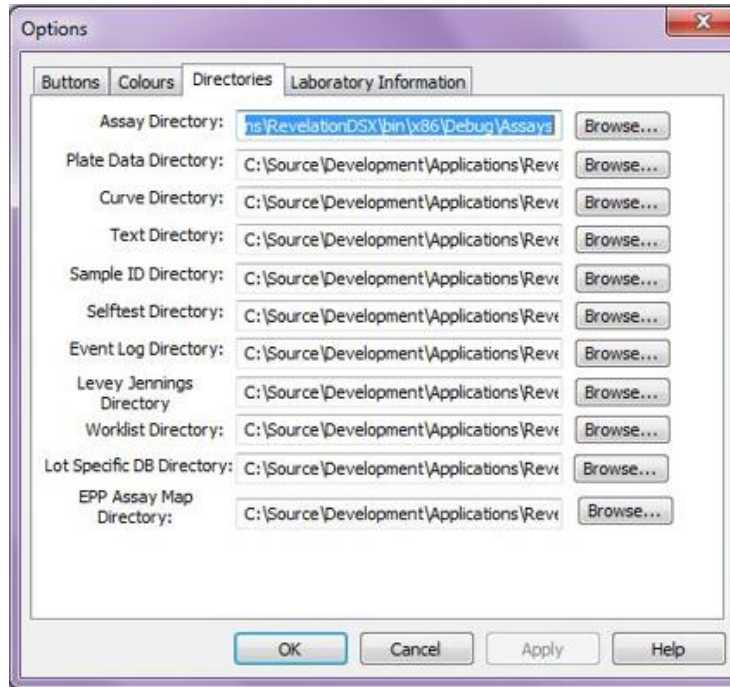 Options
Buttons Colours Directories Laboratory Information
Assay Directory: ns\RevelationDSX\bin\x86\Debug\Assays Browse...
Plate Data Directory: C:\Source\Development\Applications\Reve Browse...
Curve Directory: C:\Source\Development\Applications\Reve Browse...
Text Directory: C:\Source\Development\Applications\Reve Browse...
Sample ID Directory: C:\Source\Development\Applications\Reve Browse...
Selftest Directory: C:\Source\Development\Applications\Reve Browse...
Event Log Directory: C:\Source\Development\Applications\Reve Browse...
Levey Jennings
Directory C:\Source\Development\Applications\Reve Browse...
Worklist Directory: C:\Source\Development\Applications\Reve Browse...
Lot Specific DB Directory: C:\Source\Development\Applications\Reve Browse...
EPP Assay Map
Directory: C:\Source\Development\Applications\Reve Browse...
OK Cancel Apply Help